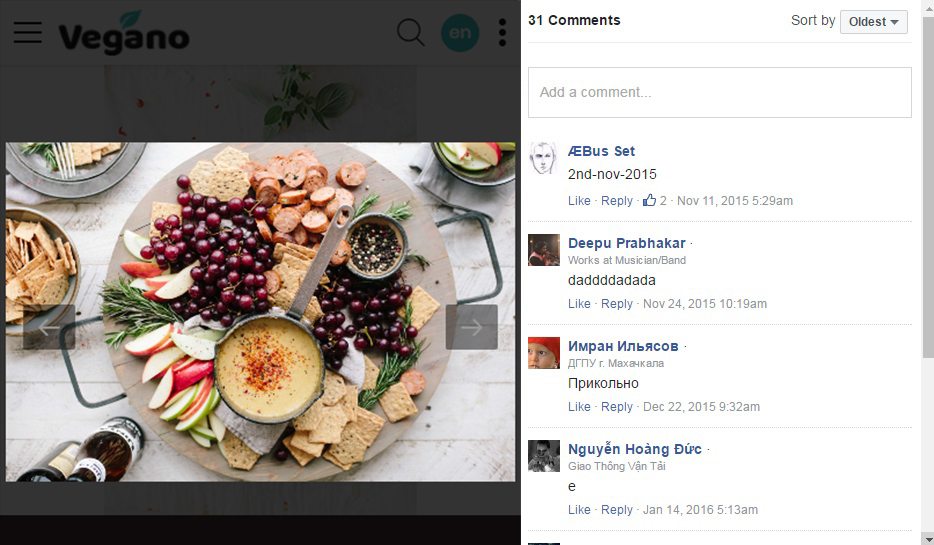 Vegano
en
31 Comments
Sort by Oldest
Add a comment...
ÆBus Set
2nd-nov-2015
Like · Reply · 2 · Nov 11, 2015 5:29am
Deepu Prabhakar ·
Works at Musician/Band
daddddadada
Like · Reply · Nov 24, 2015 10:19am
Имран Ильясов ·
ДГПУ г. Махачкала
Прикольно
Like · Reply · Dec 22, 2015 9:32am
Nguyễn Hoàng Đức ·
Giao Thông Vận Tải
e
Like · Reply · Jan 14, 2016 5:13am